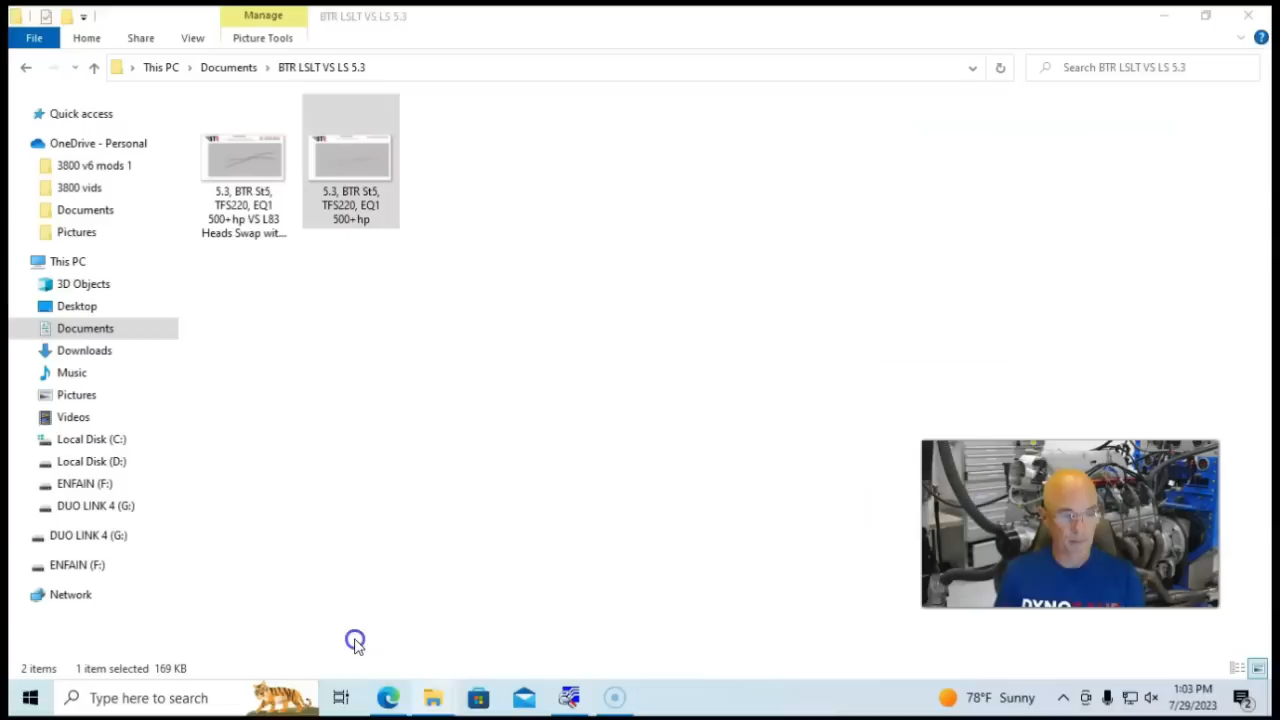 Manage
BTR LSLT VS LS 5.3
File
Home
Share
View
Picture Tools
This PC
Documents
BTR LSLT VS LS 5.3
Search BTR LSLT VS LS 5.3
Quick access
OneDrive - Personal
3800 v6 mods 1
3800 vids
Documents
Pictures
This PC
3D Objects
Desktop
Documents
Downloads
Music
Pictures
Videos
Local Disk (C:)
Local Disk (D:)
ENFAIN (F:)
DUO LINK 4 (G:)
DUO LINK 4 (G:)
ENFAIN (F:)
Network
5.3, BTR St5,
TFS220, EQ1
500+hp VS L83
Heads Swap wit...
5.3, BTR St5,
TFS220, EQ1
500+hp
2 items
1 item selected 169 KB
Type here to search
78°F Sunny
1:03 PM
7/29/2023
2